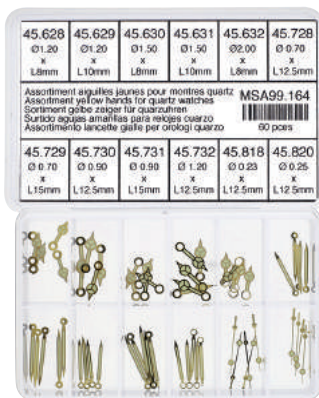 45.628 45.629 45.630 45.631 45.632 45.728
Ø1.20 Ø1.20 Ø1.50 Ø1.50 Ø2.00 Ø 0.70
x x x x x x
L8mm L10mm L8mm L10mm L8mm L12.5mm
Assortiment aiguilles jaunes pour montres quartz
Assortment yellow hands for quartz watches
MSA99.164
Sortiment gelbe zeiger für quarzuhren
Surtido agujas amarillas para relojes cuarzo
Assortimento lancette gialle per orologi quarzo
60 pces
45.729 45.730 45.731 45.732 45.818 45.820
Ø 0.70 Ø 0.90 Ø 0.90 Ø 1.20 Ø 0.23 Ø 0.25
x x x x x x
L15mm L12.5mm L15mm L12.5mm L12.5mm L12.5mm